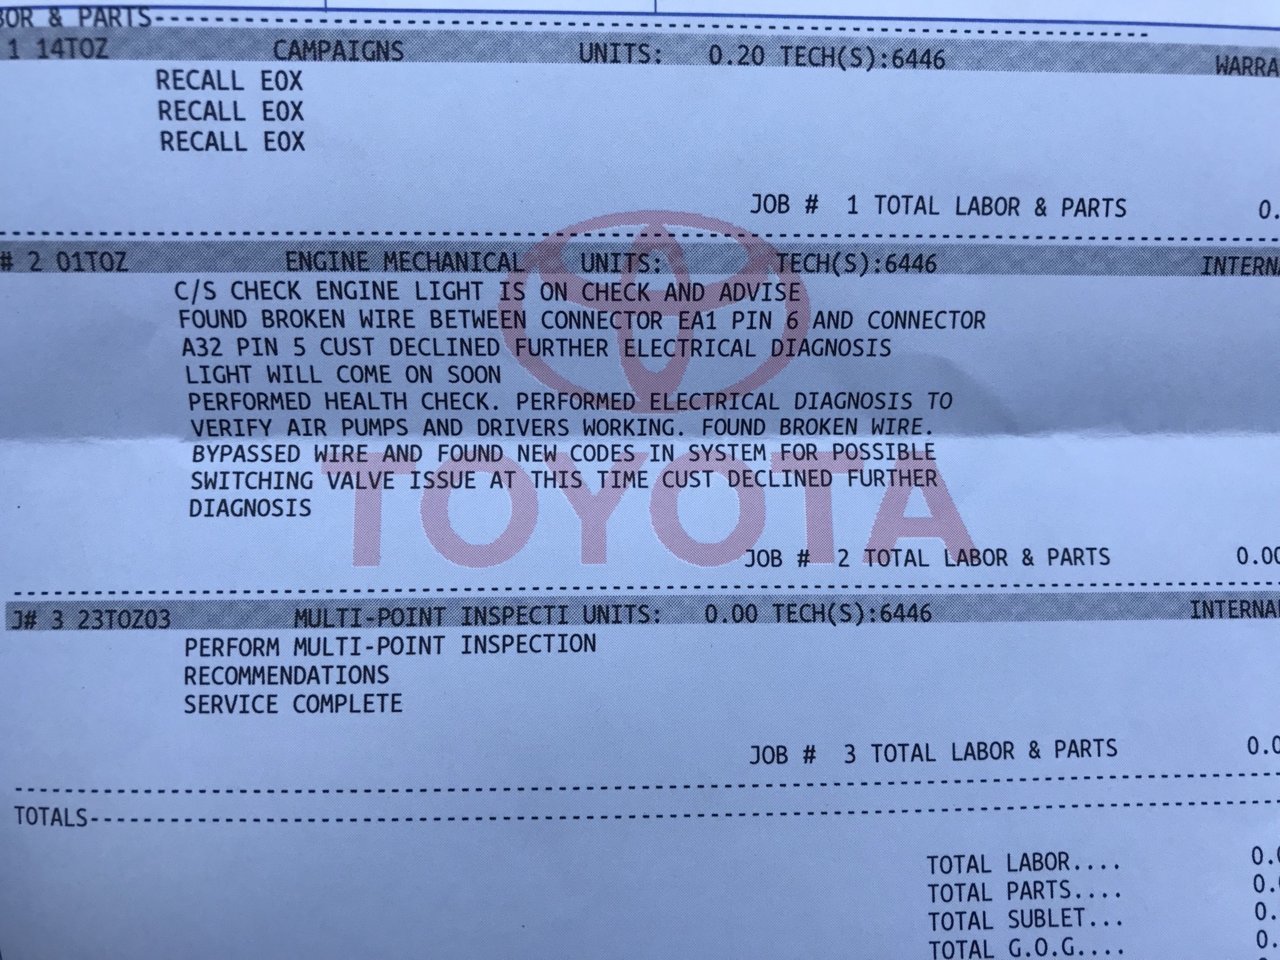 OR & PARTS
1 14TOZ CAMPAIGNS UNITS: 0.20 TECH(S):6446 WARRA
RECALL EOX
RECALL EOX
RECALL EOX
JOB # 1 TOTAL LABOR & PARTS 0.
# 2 01TOZ ENGINE MECHANICAL UNITS: TECH(S):6446 INTERNA
C/S CHECK ENGINE LIGHT IS ON CHECK AND ADVISE
FOUND BROKEN WIRE BETWEEN CONNECTOR EA1 PIN 6 AND CONNECTOR
A32 PIN 5 CUST DECLINED FURTHER ELECTRICAL DIAGNOSIS
LIGHT WILL COME ON SOON
PERFORMED HEALTH CHECK. PERFORMED ELECTRICAL DIAGNOSIS TO
VERIFY AIR PUMPS AND DRIVERS WORKING. FOUND BROKEN WIRE.
BYPASSED WIRE AND FOUND NEW CODES IN SYSTEM FOR POSSIBLE
SWITCHING VALVE ISSUE AT THIS TIME CUST DECLINED FURTHER
DIAGNOSIS
TOYOTA
JOB # 2 TOTAL LABOR & PARTS 0.00
J# 3 23TOZ03 MULTI-POINT INSPECTI UNITS: 0.00 TECH(S):6446 INTERNA
PERFORM MULTI-POINT INSPECTION
RECOMMENDATIONS
SERVICE COMPLETE
JOB # 3 TOTAL LABOR & PARTS 0.0
TOTALS
TOTAL LABOR.... 0.0
TOTAL PARTS.... 0.
TOTAL SUBLET... 0.
TOTAL G.O.G.... 0.